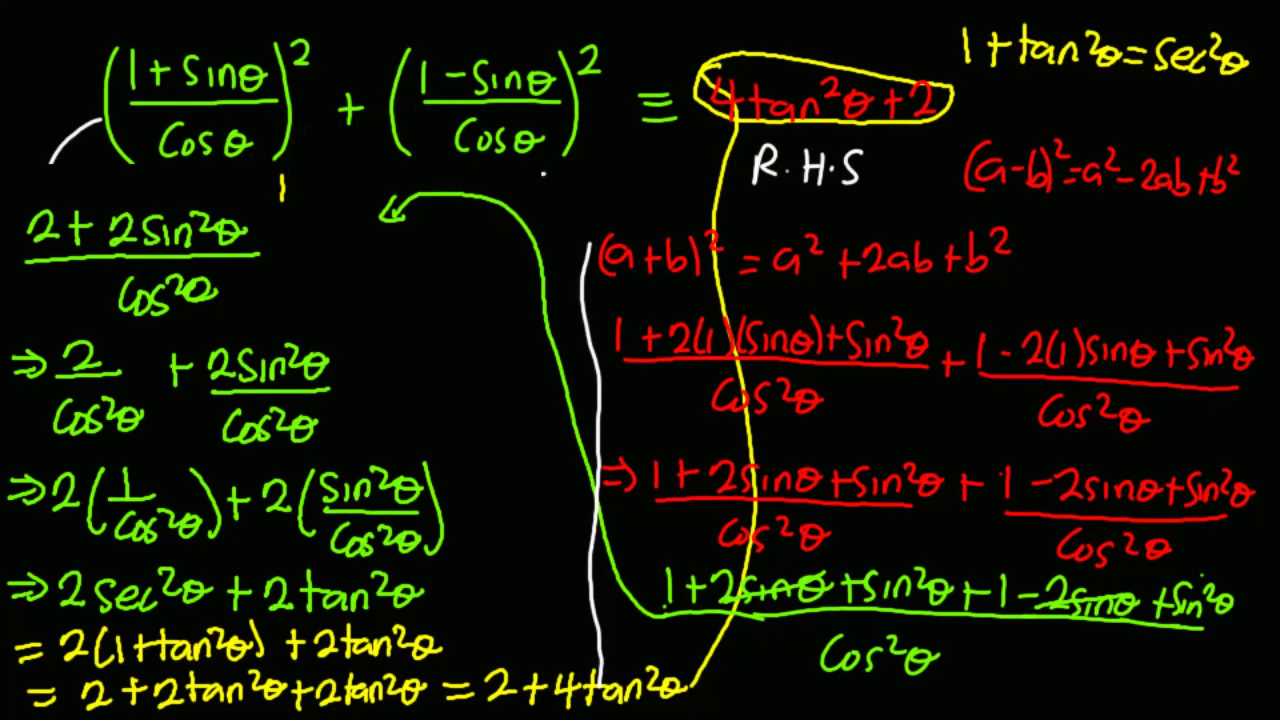 ((1 + sinθ)/cosθ)² + ((1 - sinθ)/cosθ)² ≡ 4tan²θ + 2
1 + tan²θ = sec²θ
R.H.S
(a-b)² = a² - 2ab + b²
(a+b)² = a² + 2ab + b²
(1 + 2(1)(sinθ) + sin²θ)/cos²θ + (1 - 2(1)sinθ + sin²θ)/cos²θ
⇒ (1 + 2sinθ + sin²θ)/cos²θ + (1 - 2sinθ + sin²θ)/cos²θ
(1 + 2sinθ + sin²θ + 1 - 2sinθ + sin²θ)/cos²θ
(2 + 2sin²θ)/cos²θ
⇒ 2/cos²θ + 2sin²θ/cos²θ
⇒ 2(1/cos²θ) + 2(sin²θ/cos²θ)
⇒ 2sec²θ + 2tan²θ
= 2(1+tan²θ) + 2tan²θ
= 2 + 2tan²θ + 2tan²θ = 2 + 4tan²θ